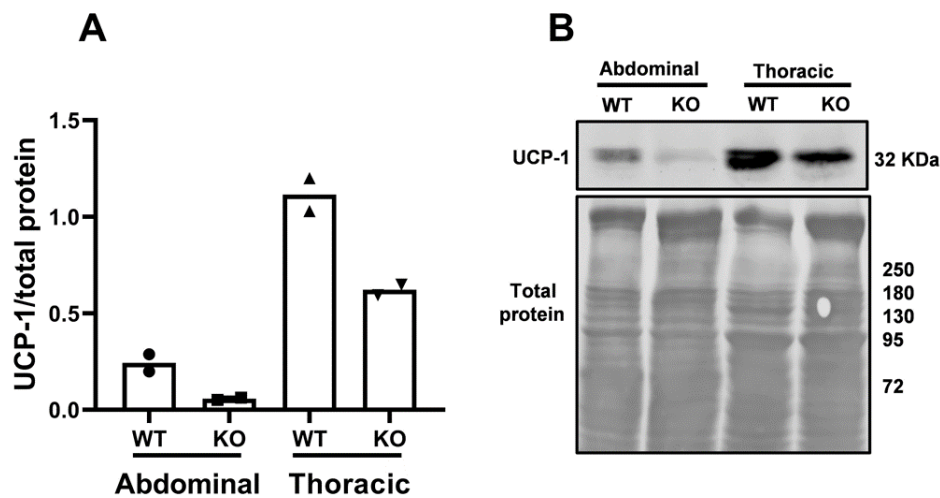 A
UCP-1/total protein
1.5
1.0
0.5
0.0
WT KO WT KO
Abdominal Thoracic
B
Abdominal Thoracic
WT KO WT KO
UCP-1 32 KDa
Total
protein
250
180
130
95
72